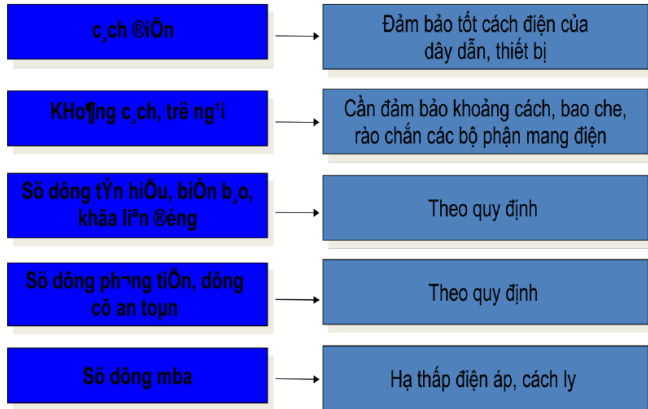 c¸ch ®iÖn
Đảm bảo tốt cách điện của
dây dẫn, thiết bị
KHo¶ng c¸ch, trë ng¹i
Cần đảm bảo khoảng cách, bao che,
rào chắn các bộ phận mang điện
Sö dông tÝn hiÖu, biÓn b¸o,
khãa liªn ®éng
Theo quy định
Sö dông ph­¬ng tiÖn, dông
cô an toµn
Theo quy định
Sö dông mba
Hạ thấp điện áp, cách ly